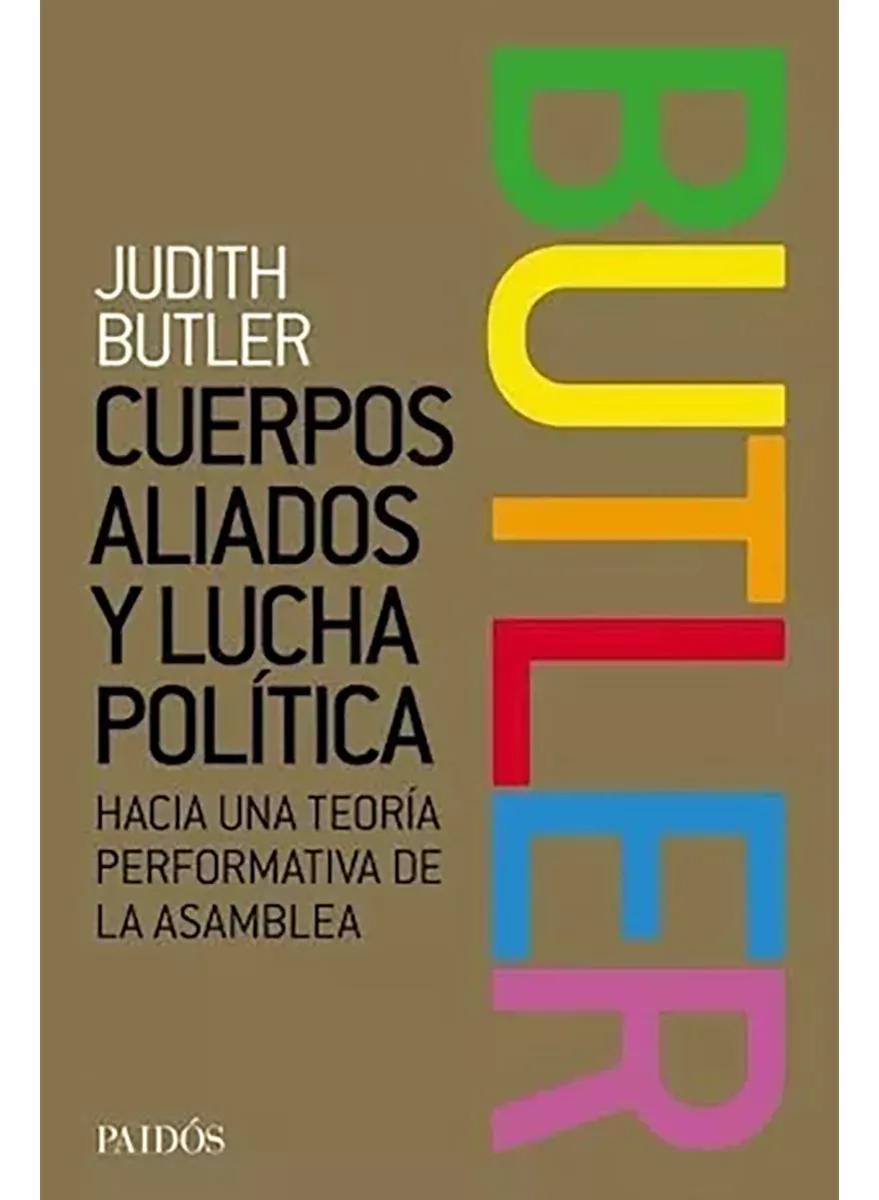 JUDITH
BUTLER
CUERPOS
ALIADOS
Y LUCHA
POLÍTICA
HACIA UNA TEORÍA
PERFORMATIVA DE
LA ASAMBLEA
PAIDÓS
BUTLER